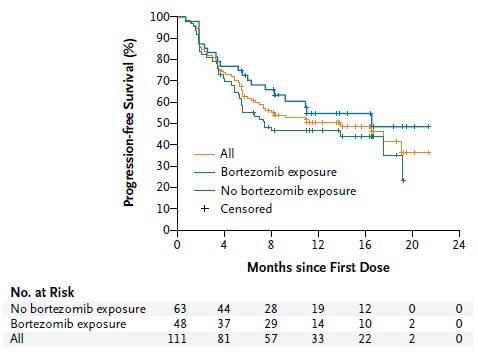 Progression-free Survival (%)
100
90
80
70
60
50
40
30
20
10
0
All
Bortezomib exposure
No bortezomib exposure
Censored
0 4 8 12 16 20 24
Months since First Dose
No. at Risk
No bortezomib exposure 63 44 28 19 12 0 0
Bortezomib exposure 48 37 29 14 10 2 0
All 111 81 57 33 22 2 0